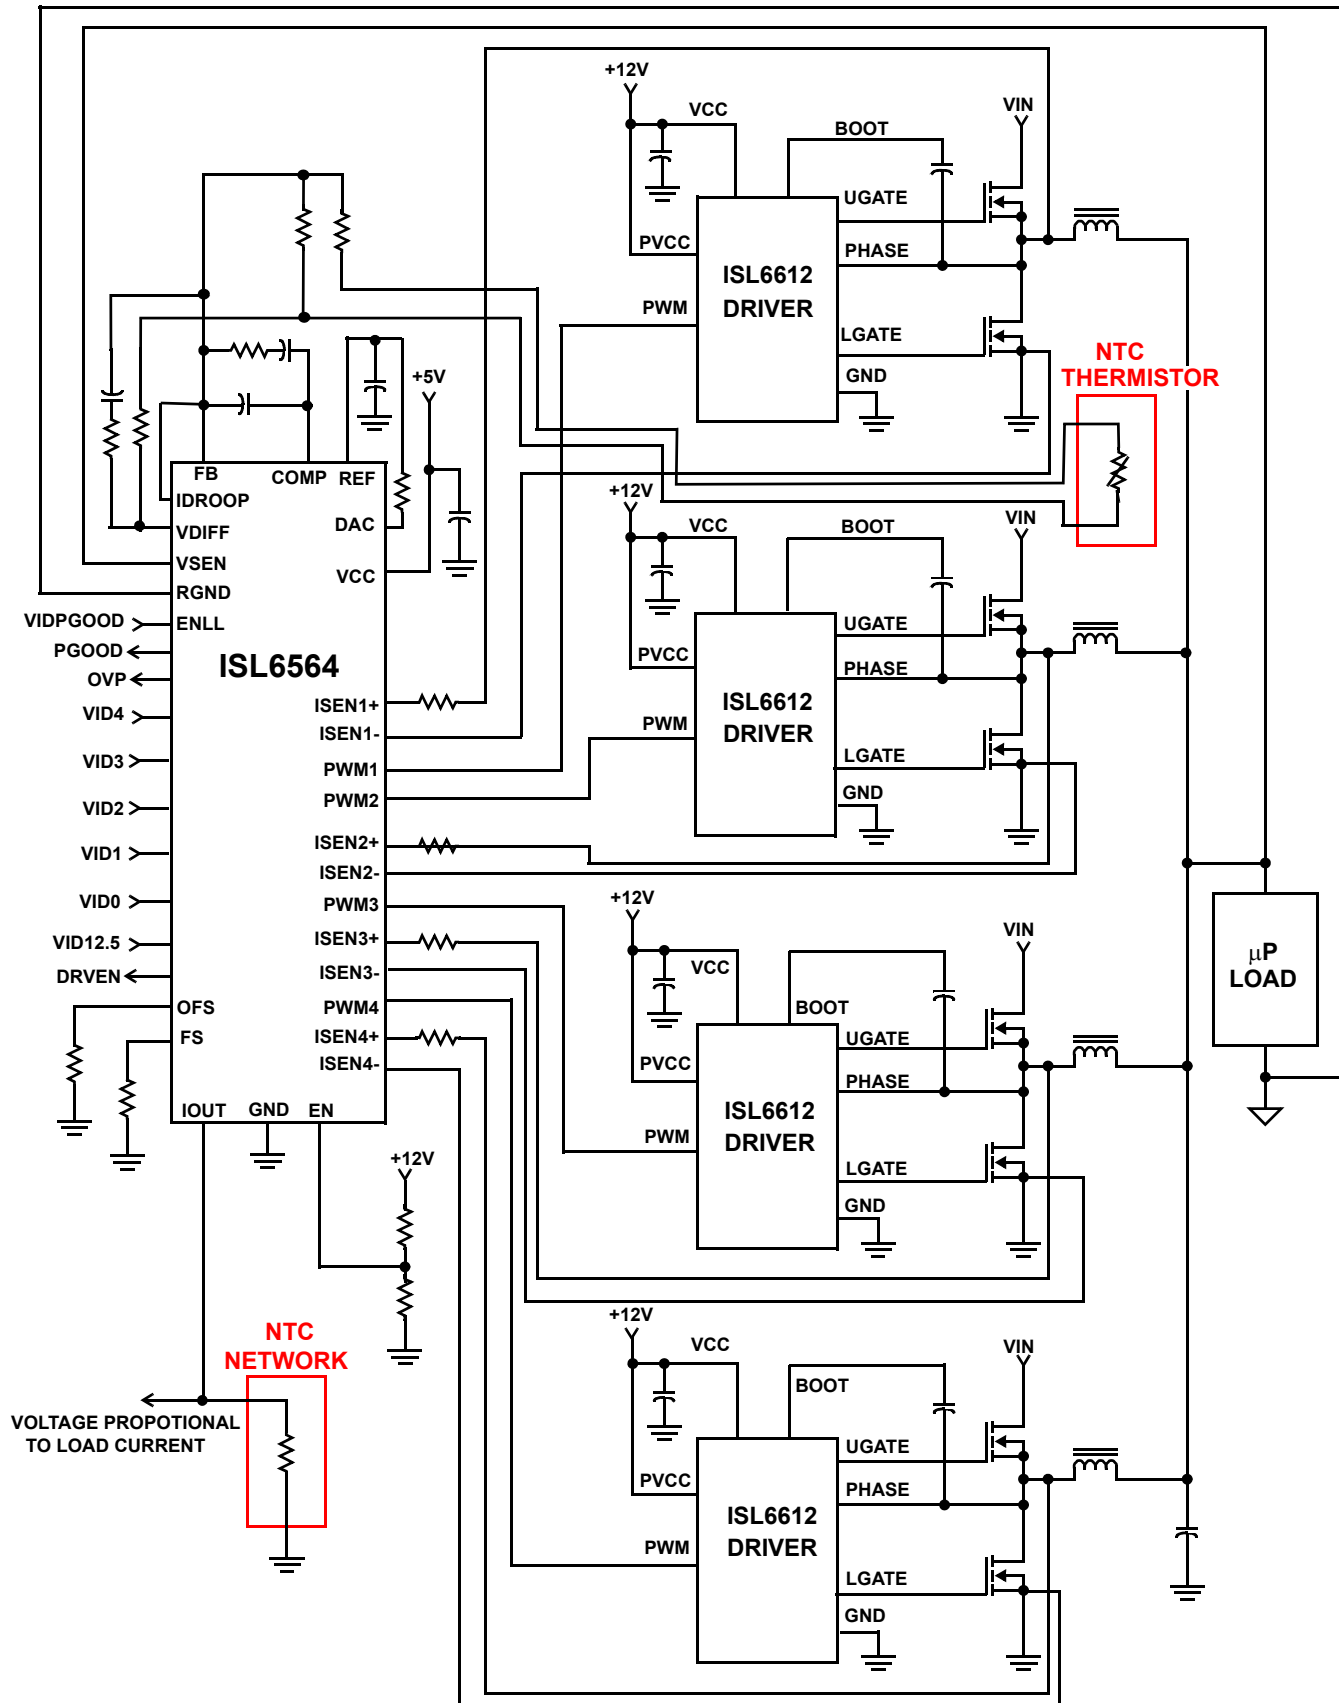 +12V
VCC
BOOT
VIN
UGATE
PVCC
PHASE
ISL6612
DRIVER
PWM
LGATE
GND
NTC
THERMISTOR
+5V
FB
COMP
REF
IDROOP
DAC
VDIFF
VSEN
VCC
RGND
VIDPGOOD
ENLL
PGOOD
ISL6564
OVP
VID4
ISEN1+
ISEN1-
VID3
PWM1
PWM2
VID2
ISEN2+
VID1
ISEN2-
VID0
PWM3
ISEN3+
VID12.5
ISEN3-
DRVEN
OFS
PWM4
FS
ISEN4+
ISEN4-
IOUT
GND
EN
+12V
+12V
VCC
BOOT
VIN
UGATE
PVCC
PHASE
ISL6612
DRIVER
PWM
LGATE
GND
+12V
VCC
BOOT
VIN
UGATE
PVCC
PHASE
ISL6612
DRIVER
PWM
LGATE
GND
μP
LOAD
NTC
NETWORK
VOLTAGE PROPOTIONAL
TO LOAD CURRENT
+12V
VCC
BOOT
VIN
UGATE
PVCC
PHASE
ISL6612
DRIVER
PWM
LGATE
GND